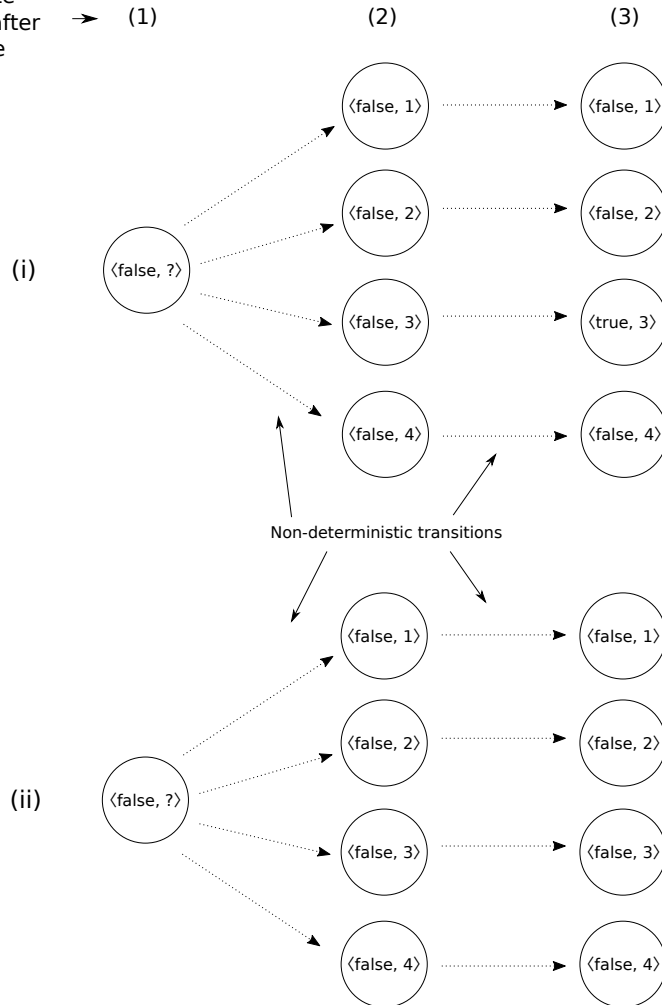 after (1) (2) (3)
⟨false, 1⟩ ⟨false, 1⟩
⟨false, 2⟩ ⟨false, 2⟩
(i) ⟨false, ?⟩
⟨false, 3⟩ ⟨true, 3⟩
⟨false, 4⟩ ⟨false, 4⟩
Non-deterministic transitions
⟨false, 1⟩ ⟨false, 1⟩
⟨false, 2⟩ ⟨false, 2⟩
(ii) ⟨false, ?⟩
⟨false, 3⟩ ⟨false, 3⟩
⟨false, 4⟩ ⟨false, 4⟩